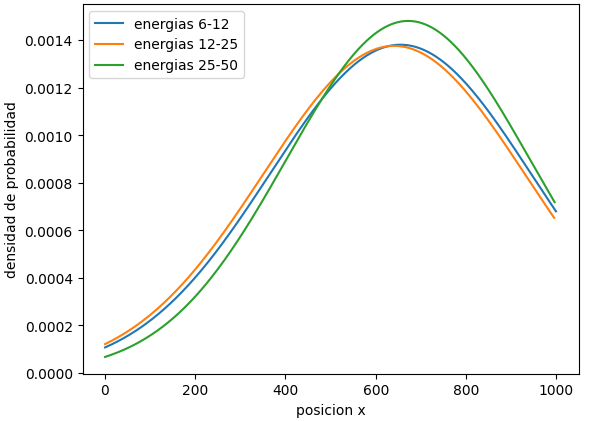 energias 6-12
energias 12-25
energias 25-50
densidad de probabilidad
0.0014
0.0012
0.0010
0.0008
0.0006
0.0004
0.0002
0.0000
0 200 400 600 800 1000
posicion x